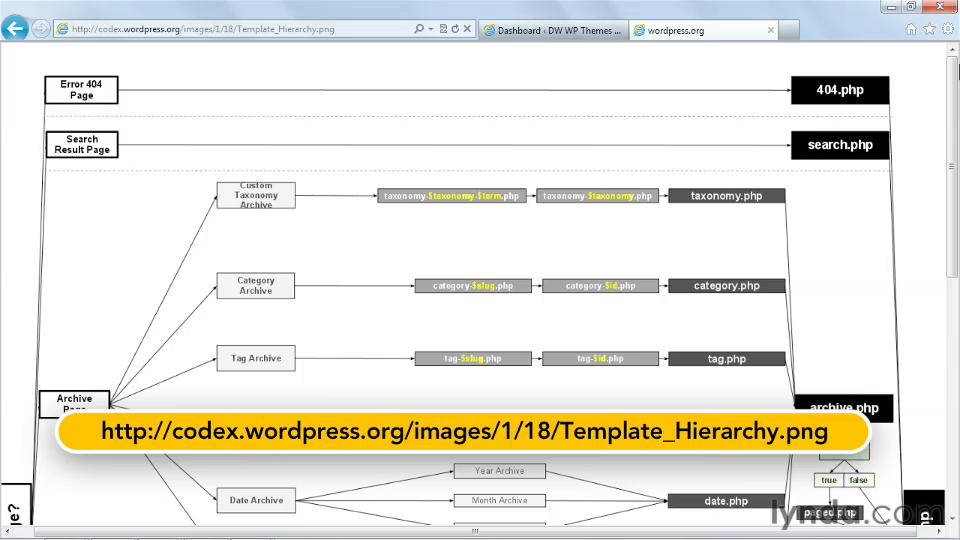 http://codex.wordpress.org/images/1/18/Template_Hierarchy.png
Dashboard ‹ DW WP Themes ...
wordpress.org
Error 404
Page
404.php
Search
Result Page
search.php
Custom
Taxonomy
Archive
taxonomy-$taxonomy-$term.php
taxonomy-$taxonomy.php
taxonomy.php
Category
Archive
category-$slug.php
category-$id.php
category.php
Tag Archive
tag-$slug.php
tag-$id.php
tag.php
Archive
Page
archive.php
http://codex.wordpress.org/images/1/18/Template_Hierarchy.png
Year Archive
true
false
Date Archive
Month Archive
date.php
paged.php
lynda.com